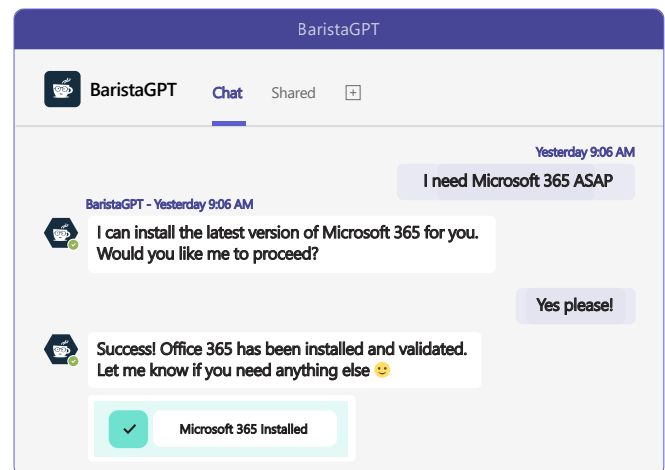 BaristaGPT
BaristaGPT Chat Shared
Yesterday 9:06 AM
I need Microsoft 365 ASAP
BaristaGPT - Yesterday 9:06 AM
I can install the latest version of Microsoft 365 for you.
Would you like me to proceed?
Yes please!
Success! Office 365 has been installed and validated.
Let me know if you need anything else 🙂
Microsoft 365 Installed